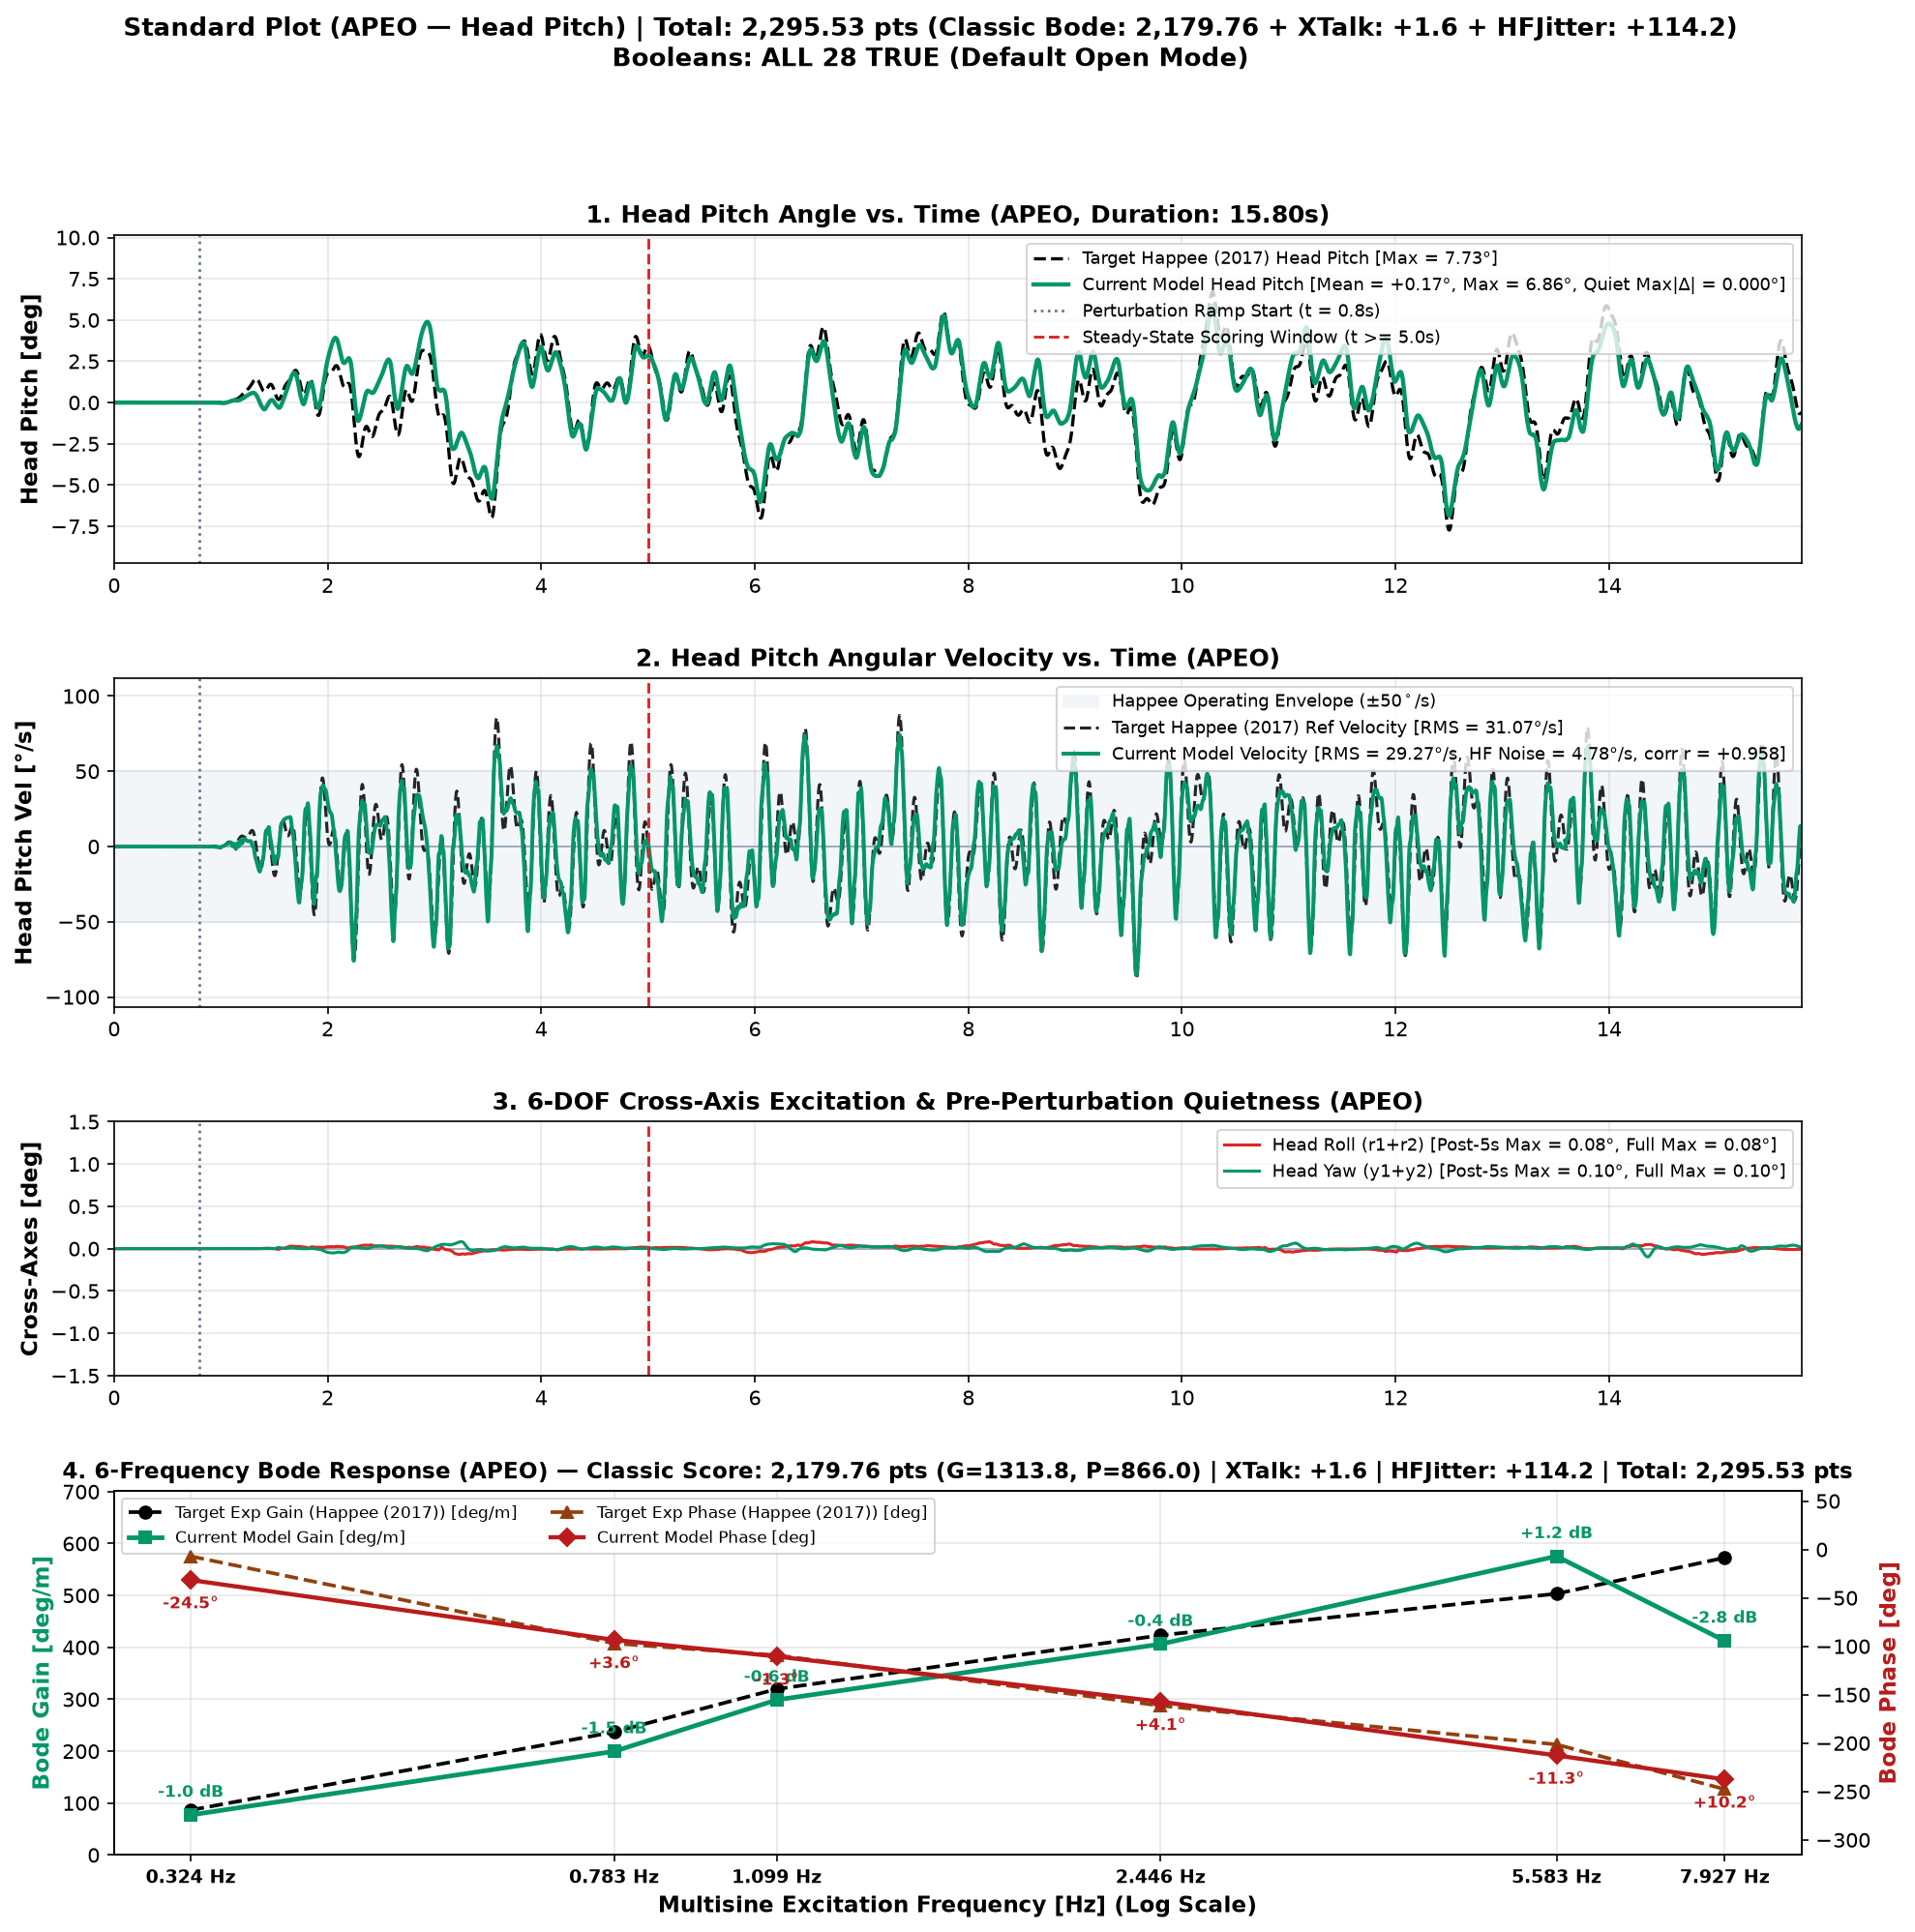 Standard Plot (APEO — Head Pitch) | Total: 2,295.53 pts (Classic Bode: 2,179.76 + XTalk: +1.6 + HFJitter: +114.2)
Booleans: ALL 28 TRUE (Default Open Mode)
1. Head Pitch Angle vs. Time (APEO, Duration: 15.80s)
Head Pitch [deg]
10.0
7.5
5.0
2.5
0.0
−2.5
−5.0
−7.5
Target Happee (2017) Head Pitch [Max = 7.73°]
Current Model Head Pitch [Mean = +0.17°, Max = 6.86°, Quiet Max|Δ| = 0.000°]
Perturbation Ramp Start (t = 0.8s)
Steady-State Scoring Window (t >= 5.0s)
0 2 4 6 8 10 12 14
2. Head Pitch Angular Velocity vs. Time (APEO)
Head Pitch Vel [°/s]
100
50
0
−50
−100
Happee Operating Envelope (±50°/s)
Target Happee (2017) Ref Velocity [RMS = 31.07°/s]
Current Model Velocity [RMS = 29.27°/s, HF Noise = 4.78°/s, corr r = +0.958]
0 2 4 6 8 10 12 14
3. 6-DOF Cross-Axis Excitation & Pre-Perturbation Quietness (APEO)
Cross-Axes [deg]
1.5
1.0
0.5
0.0
−0.5
−1.0
−1.5
Head Roll (r1+r2) [Post-5s Max = 0.08°, Full Max = 0.08°]
Head Yaw (y1+y2) [Post-5s Max = 0.10°, Full Max = 0.10°]
0 2 4 6 8 10 12 14
4. 6-Frequency Bode Response (APEO) — Classic Score: 2,179.76 pts (G=1313.8, P=866.0) | XTalk: +1.6 | HFJitter: +114.2 | Total: 2,295.53 pts
Bode Gain [deg/m]
700
600
500
400
300
200
100
0
Target Exp Gain (Happee (2017)) [deg/m]
Current Model Gain [deg/m]
Target Exp Phase (Happee (2017)) [deg]
Current Model Phase [deg]
-1.0 dB
-1.5 dB
-0.6 dB
-0.4 dB
+1.2 dB
-2.8 dB
-24.5°
+3.6°
+4.1°
-11.3°
+10.2°
50
0
−50
−100
−150
−200
−250
−300
Bode Phase [deg]
0.324 Hz 0.783 Hz 1.099 Hz 2.446 Hz 5.583 Hz 7.927 Hz
Multisine Excitation Frequency [Hz] (Log Scale)